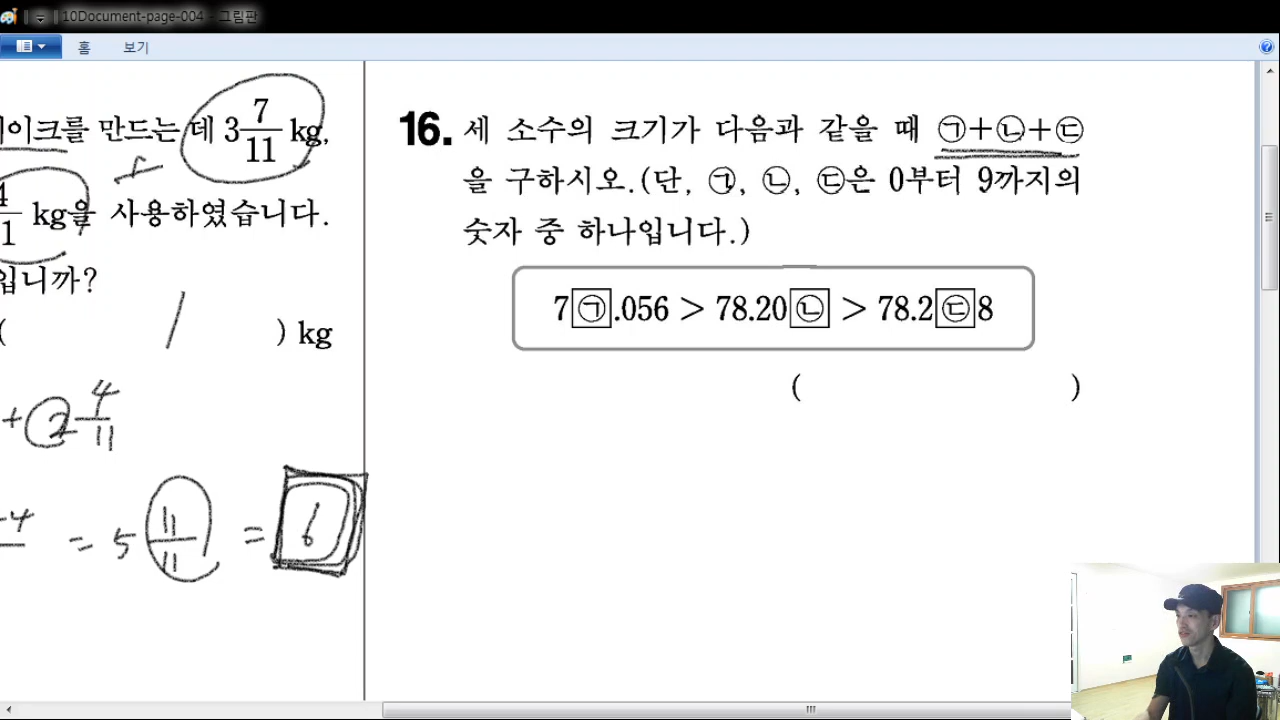 10Document-page-004 - 그림판
홈 보기
이크를 만드는 데 3 7/11 kg,
kg을 사용하였습니다.
입니까?
( ) kg
+ 2 4/11
= 5 11/11 = 6
16. 세 소수의 크기가 다음과 같을 때 ㉠+㉡+㉢
을 구하시오.(단, ㉠, ㉡, ㉢은 0부터 9까지의
숫자 중 하나입니다.)
7㉠.056 > 78.20㉡ > 78.2㉢8
( )